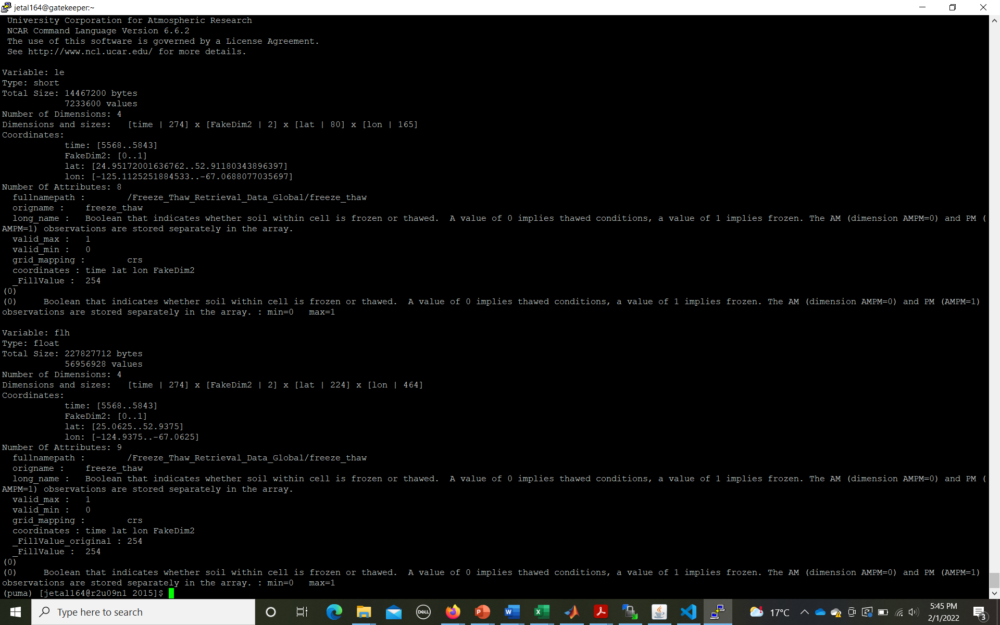 jetal164@gatekeeper:~
University Corporation for Atmospheric Research
NCAR Command Language Version 6.6.2
The use of this software is governed by a License Agreement.
See http://www.ncl.ucar.edu/ for more details.
Variable: le
Type: short
Total Size: 14467200 bytes
7233600 values
Number of Dimensions: 4
Dimensions and sizes:   [time | 274] x [FakeDim2 | 2] x [lat | 80] x [lon | 165]
Coordinates:
time: [5568..5843]
FakeDim2: [0..1]
lat: [24.95172001636762..52.91180343896397]
lon: [-125.1125251884533..-67.0688077035697]
Number Of Attributes: 8
fullnamepath :        /Freeze_Thaw_Retrieval_Data_Global/freeze_thaw
origname :    freeze_thaw
long_name :   Boolean that indicates whether soil within cell is frozen or thawed.  A value of 0 implies thawed conditions, a value of 1 implies frozen. The AM (dimension AMPM=0) and PM (
AMPM=1) observations are stored separately in the array.
valid_max :   1
valid_min :   0
grid_mapping :        crs
coordinates : time lat lon FakeDim2
_FillValue :  254
(0)
(0)     Boolean that indicates whether soil within cell is frozen or thawed.  A value of 0 implies thawed conditions, a value of 1 implies frozen. The AM (dimension AMPM=0) and PM (AMPM=1)
observations are stored separately in the array. : min=0   max=1
Variable: flh
Type: float
Total Size: 227827712 bytes
56956928 values
Number of Dimensions: 4
Dimensions and sizes:   [time | 274] x [FakeDim2 | 2] x [lat | 224] x [lon | 464]
Coordinates:
time: [5568..5843]
FakeDim2: [0..1]
lat: [25.0625..52.9375]
lon: [-124.9375..-67.0625]
Number Of Attributes: 9
fullnamepath :        /Freeze_Thaw_Retrieval_Data_Global/freeze_thaw
origname :    freeze_thaw
long_name :   Boolean that indicates whether soil within cell is frozen or thawed.  A value of 0 implies thawed conditions, a value of 1 implies frozen. The AM (dimension AMPM=0) and PM (
AMPM=1) observations are stored separately in the array.
valid_max :   1
valid_min :   0
grid_mapping :        crs
coordinates : time lat lon FakeDim2
_FillValue_original : 254
_FillValue :  254
(0)
(0)     Boolean that indicates whether soil within cell is frozen or thawed.  A value of 0 implies thawed conditions, a value of 1 implies frozen. The AM (dimension AMPM=0) and PM (AMPM=1)
observations are stored separately in the array. : min=0   max=1
(puma) [jetal164@r2u09n1 2015]$
Type here to search
DELL
17°C
5:45 PM
2/1/2022
3